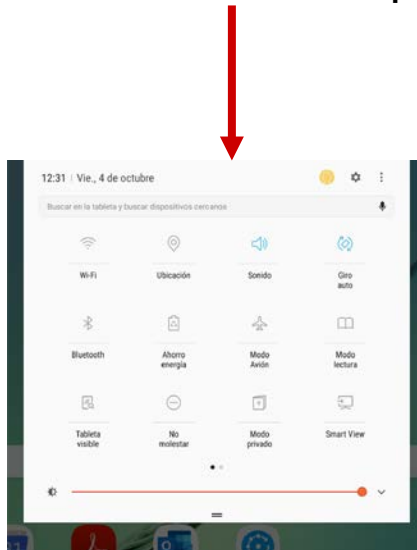 12:31 | Vie., 4 de octubre
Buscar en la tableta y buscar dispositivos cercanos
Wi-Fi Ubicación Sonido Giro auto
Bluetooth Ahorro energía Modo Avión Modo lectura
Tableta visible No molestar Modo privado Smart View